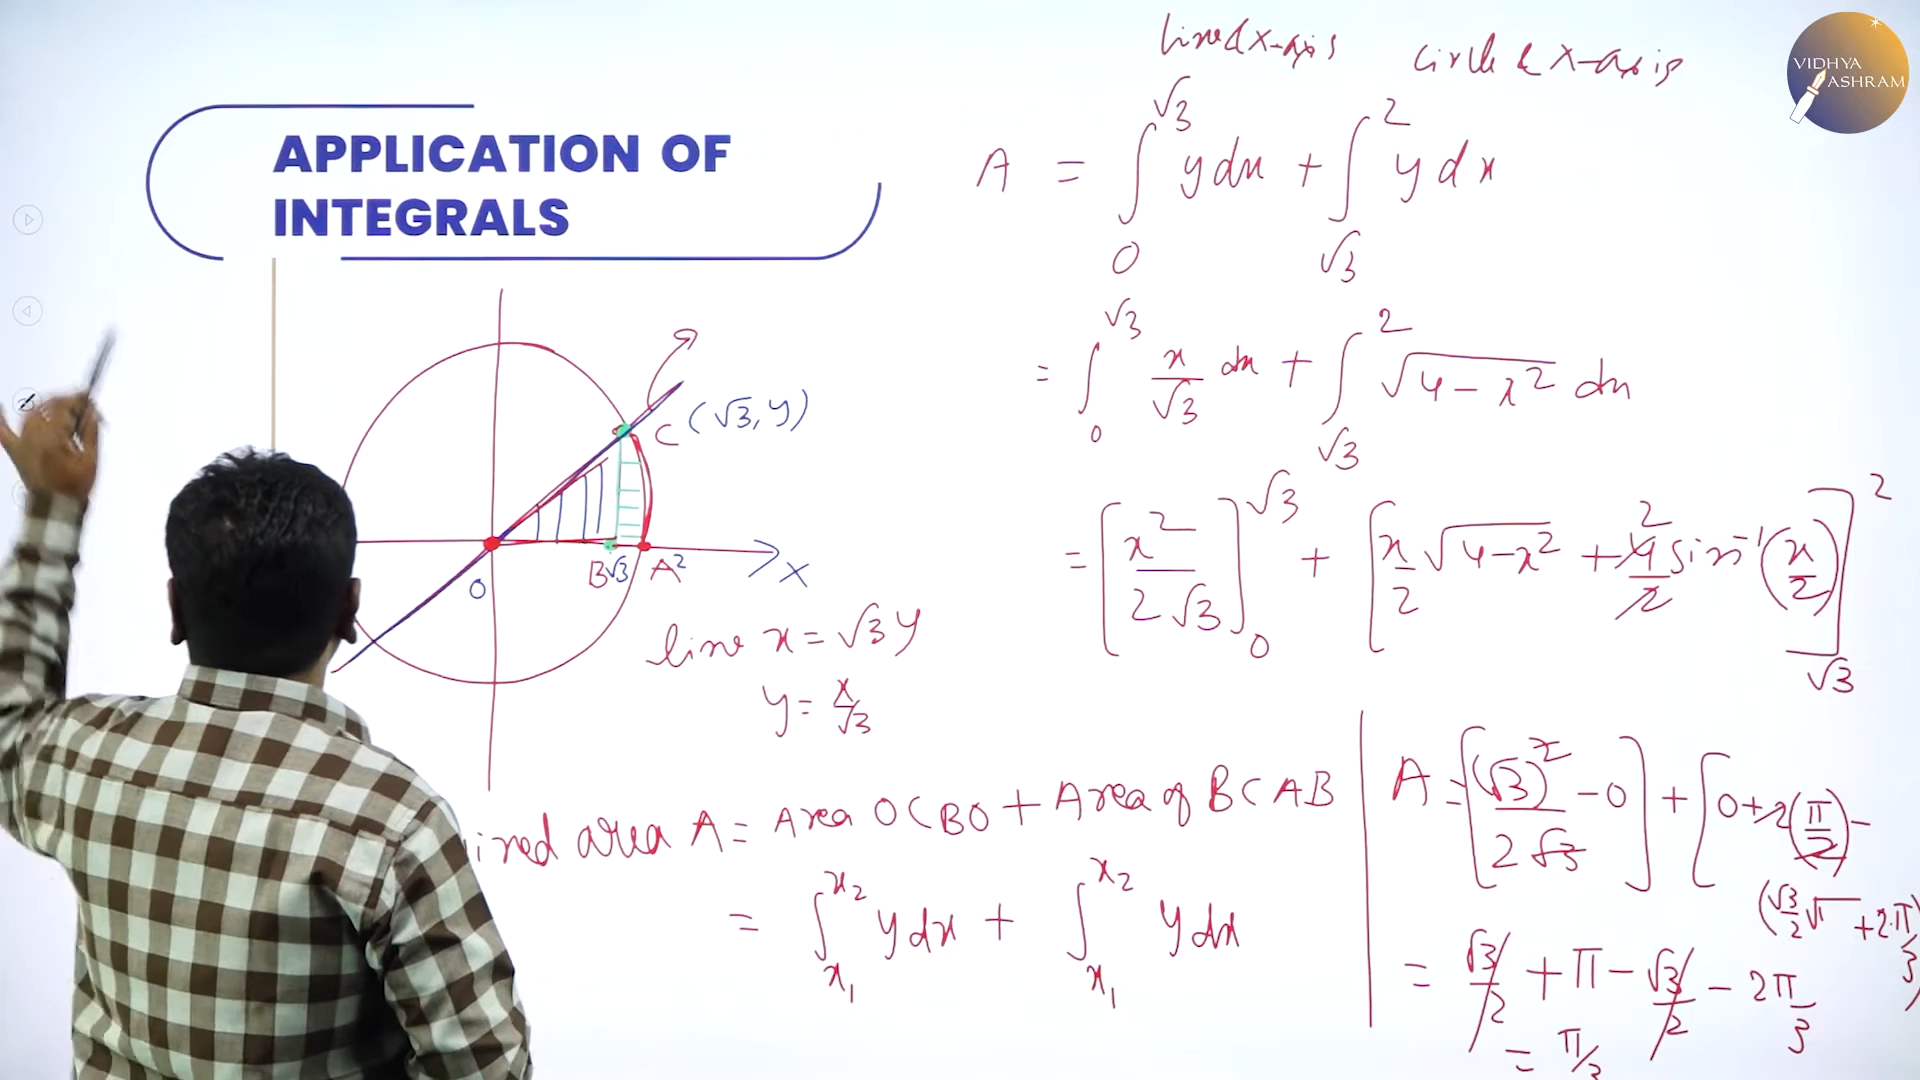 VIDHYA
ASHRAM
APPLICATION OF
INTEGRALS
line & x-axis circle & x-axis
A = ∫₀^√3 y dx + ∫_√3^2 y dx
= ∫₀^√3 x/√3 dx + ∫_√3^2 √(4-x²) dx
= [x²/2√3]₀^√3 + [x/2 √(4-x²) + 4/2 2 sin⁻¹(x/2)]_√3^2
C (√3, y)
O B √3 A 2 X
line x = √3 y
y = x/√3
ired area A = Area OCBO + Area of BCAB
= ∫_x₁^x₂ y dx + ∫_x₁^x₂ y dx
A = [(√3)²/2√3 - 0] + [0 + 2(π/2) -
(√3/2 √1 + 2·π/3)
= √3/2 + π - √3/2 - 2π/3
= π/3